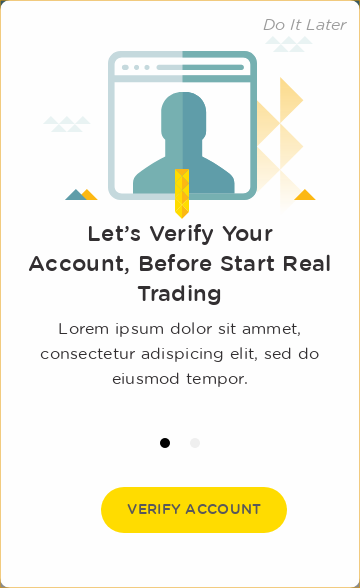 Do It Later
Let’s Verify Your
Account, Before Start Real
Trading
Lorem ipsum dolor sit ammet,
consectetur adispicing elit, sed do
eiusmod tempor.
VERIFY ACCOUNT